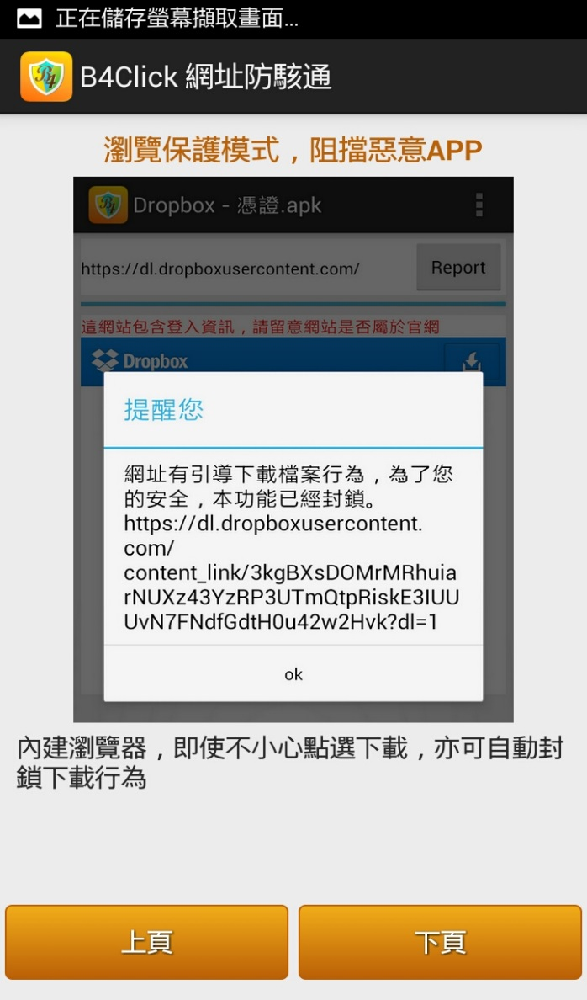 正在儲存螢幕擷取畫面...
B4Click 網址防駭通
瀏覽保護模式，阻擋惡意APP
Dropbox - 憑證.apk
https://dl.dropboxusercontent.com/
Report
這網站包含登入資訊，請留意網站是否屬於官網
Dropbox
提醒您
網址有引導下載檔案行為，為了您
的安全，本功能已經封鎖。
https://dl.dropboxusercontent.
com/
content_link/3kgBXsDOMrMRhuia
rNUXz43YzRP3UTmQtpRiskE3IUU
UvN7FNdfGdtH0u42w2Hvk?dl=1
ok
內建瀏覽器，即使不小心點選下載，亦可自動封
鎖下載行為
上頁
下頁